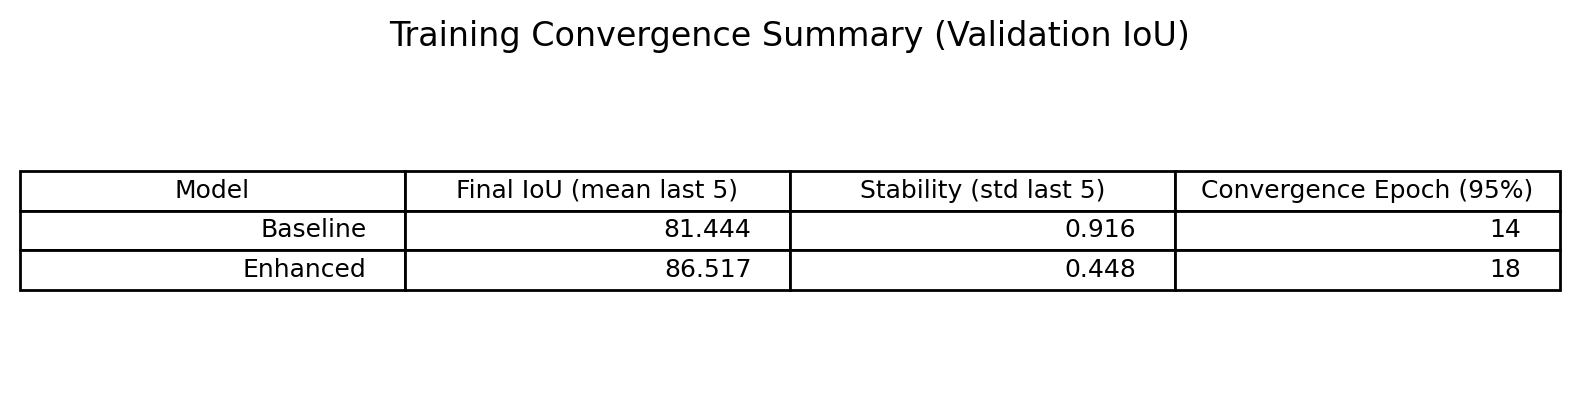 Training Convergence Summary (Validation IoU)
Model Final IoU (mean last 5) Stability (std last 5) Convergence Epoch (95%)
Baseline 81.444 0.916 14
Enhanced 86.517 0.448 18